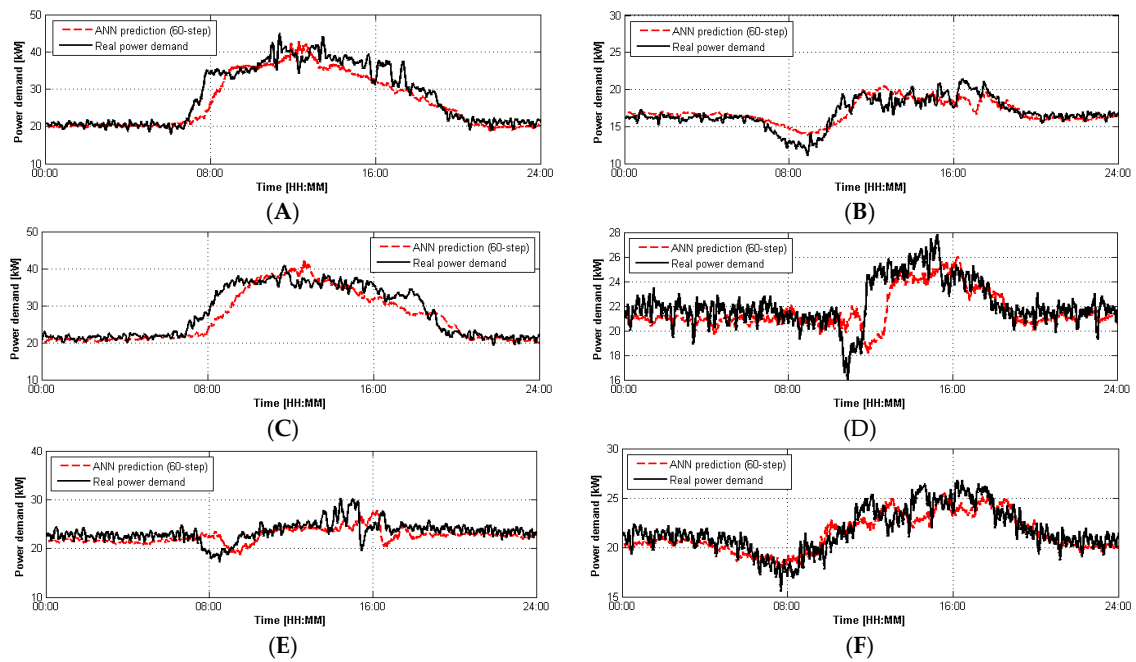 50
40
30
20
10
Power demand [kW]
ANN prediction (60-step)
Real power demand
00:00 08:00 16:00 24:00
Time [HH:MM]
(A)
30
25
20
15
10
Power demand [kW]
ANN prediction (60-step)
Real power demand
00:00 08:00 16:00 24:00
Time [HH:MM]
(B)
50
40
30
20
10
Power demand [kW]
ANN prediction (60-step)
Real power demand
00:00 08:00 16:00 24:00
Time [HH:MM]
(C)
28
26
24
22
20
18
16
Power demand [kW]
ANN prediction (60-step)
Real power demand
00:00 08:00 16:00 24:00
Time [HH:MM]
(D)
40
30
20
10
Power demand [kW]
ANN prediction (60-step)
Real power demand
00:00 08:00 16:00 24:00
Time [HH:MM]
(E)
30
25
20
15
Power demand [kW]
ANN prediction (60-step)
Real power demand
00:00 08:00 16:00 24:00
Time [HH:MM]
(F)